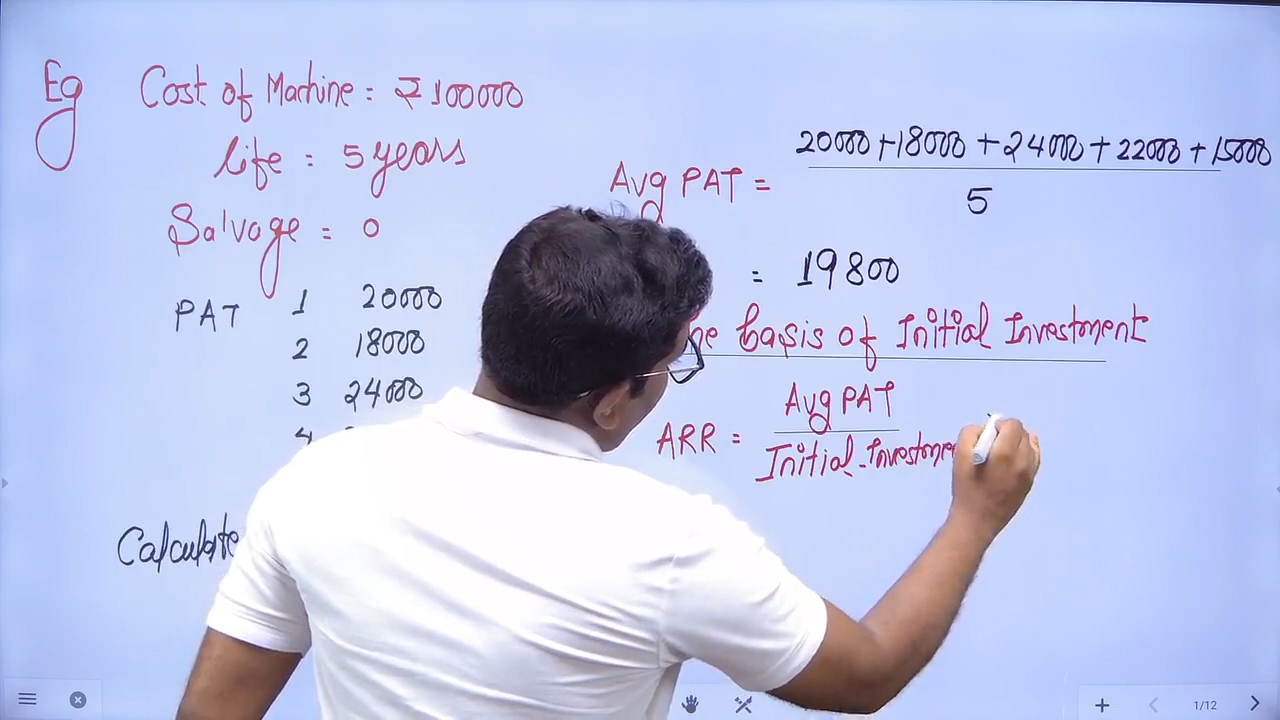 Eg Cost of Machine = ₹100000
life = 5 years
Salvage = 0
PAT 1 20000
2 18000
3 24000
4
Calculate
20000+18000+24000+22000+15000
Avg PAT =
5
= 19800
basis of Initial Investment
Avg PAT
ARR =
Initial
1/12